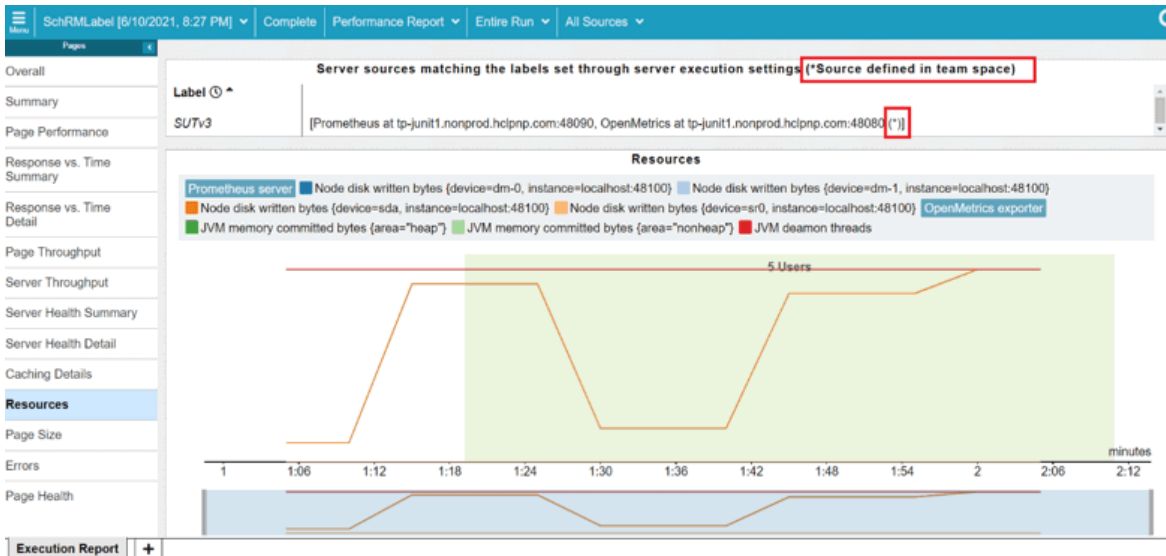 Menu
SchRMLabel [6/10/2021, 8:27 PM]
Complete
Performance Report
Entire Run
All Sources
Pages
Overall
Summary
Page Performance
Response vs. Time
Summary
Response vs. Time
Detail
Page Throughput
Server Throughput
Server Health Summary
Server Health Detail
Caching Details
Resources
Page Size
Errors
Page Health
Server sources matching the labels set through server execution settings (*Source defined in team space)
Label
SUTv3
[Prometheus at tp-junit1.nonprod.hclpnp.com:48090, OpenMetrics at tp-junit1.nonprod.hclpnp.com:48080 (*)]
Resources
Prometheus server Node disk written bytes {device=dm-0, instance=localhost:48100} Node disk written bytes {device=dm-1, instance=localhost:48100}
Node disk written bytes {device=sda, instance=localhost:48100} Node disk written bytes {device=sr0, instance=localhost:48100} OpenMetrics exporter
JVM memory committed bytes {area="heap"} JVM memory committed bytes {area="nonheap"} JVM deamon threads
5 Users
minutes
1 1:06 1:12 1:18 1:24 1:30 1:36 1:42 1:48 1:54 2 2:06 2:12
Execution Report +